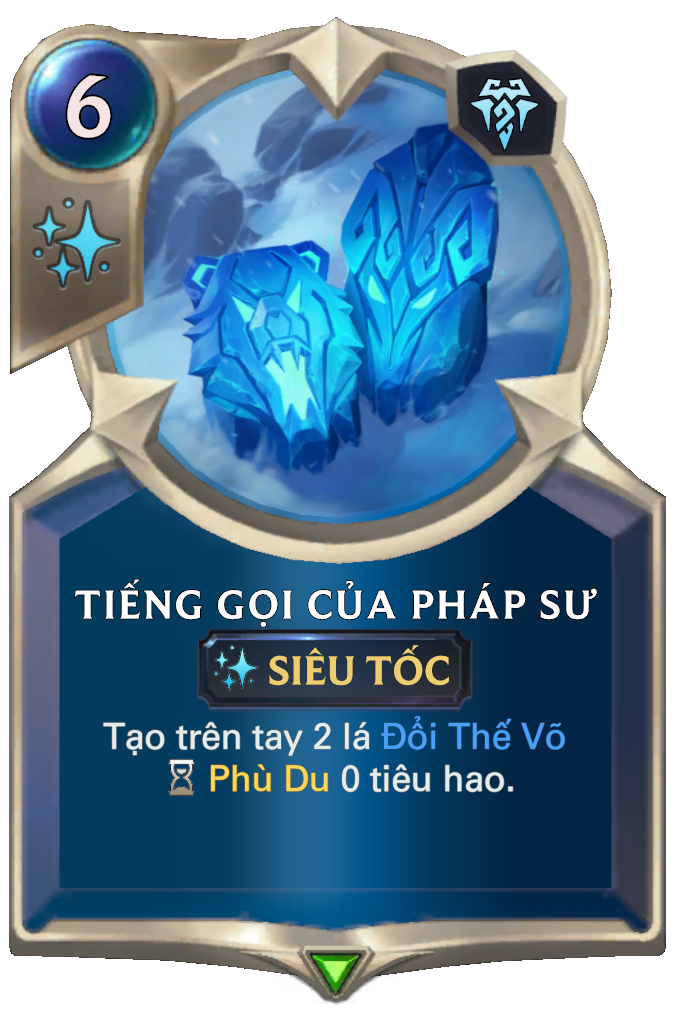 6
TIẾNG GỌI CỦA PHÁP SƯ
SIÊU TỐC
Tạo trên tay 2 lá Đổi Thế Võ
Phù Du 0 tiêu hao.